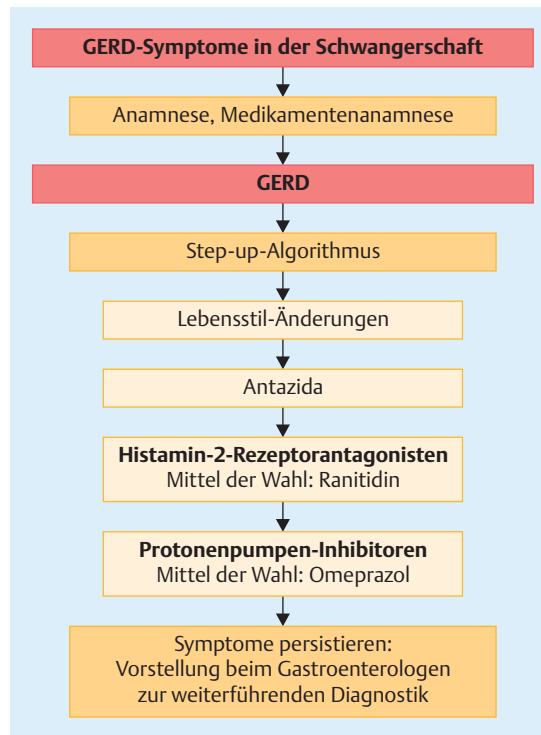 GERD-Symptome in der Schwangerschaft
Anamnese, Medikamentenanamnese
GERD
Step-up-Algorithmus
Lebensstil-Änderungen
Antazida
Histamin-2-Rezeptorantagonisten
Mittel der Wahl: Ranitidin
Protonenpumpen-Inhibitoren
Mittel der Wahl: Omeprazol
Symptome persistieren:
Vorstellung beim Gastroenterologen
zur weiterführenden Diagnostik